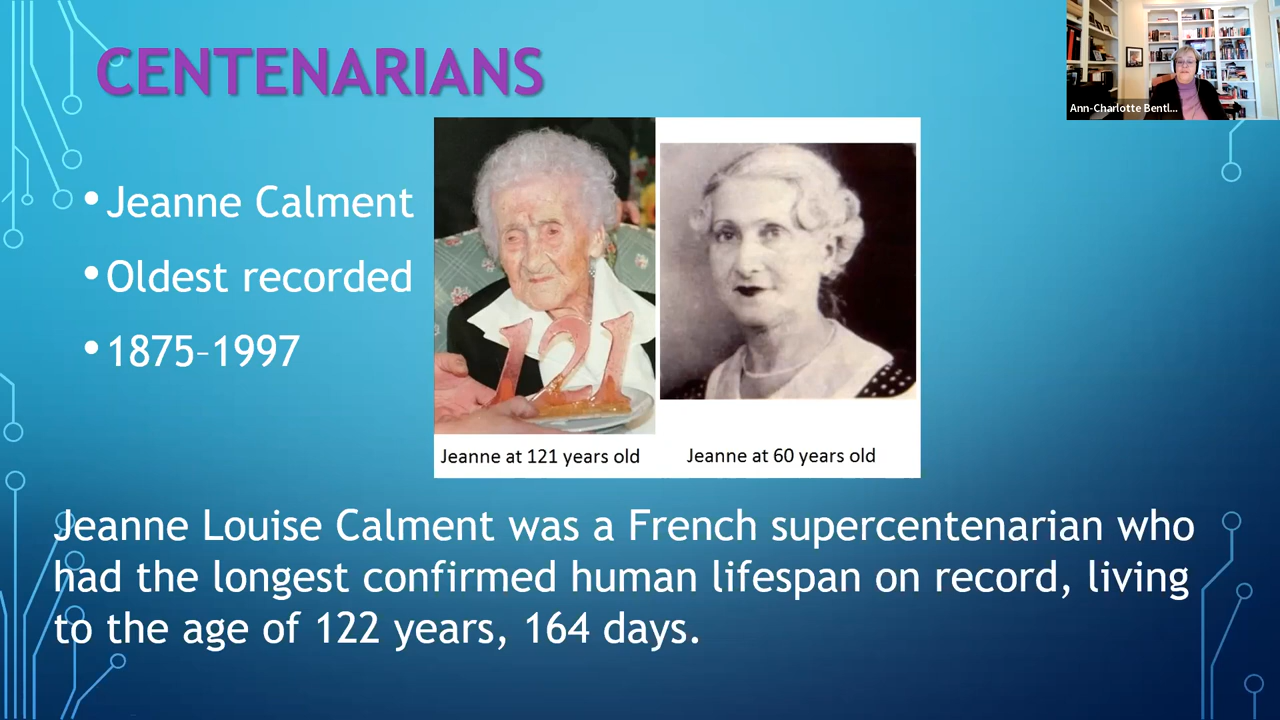 CENTENARIANS
Ann-Charlotte Bentl...
• Jeanne Calment
• Oldest recorded
• 1875–1997
121
Jeanne at 121 years old
Jeanne at 60 years old
Jeanne Louise Calment was a French supercentenarian who
had the longest confirmed human lifespan on record, living
to the age of 122 years, 164 days.